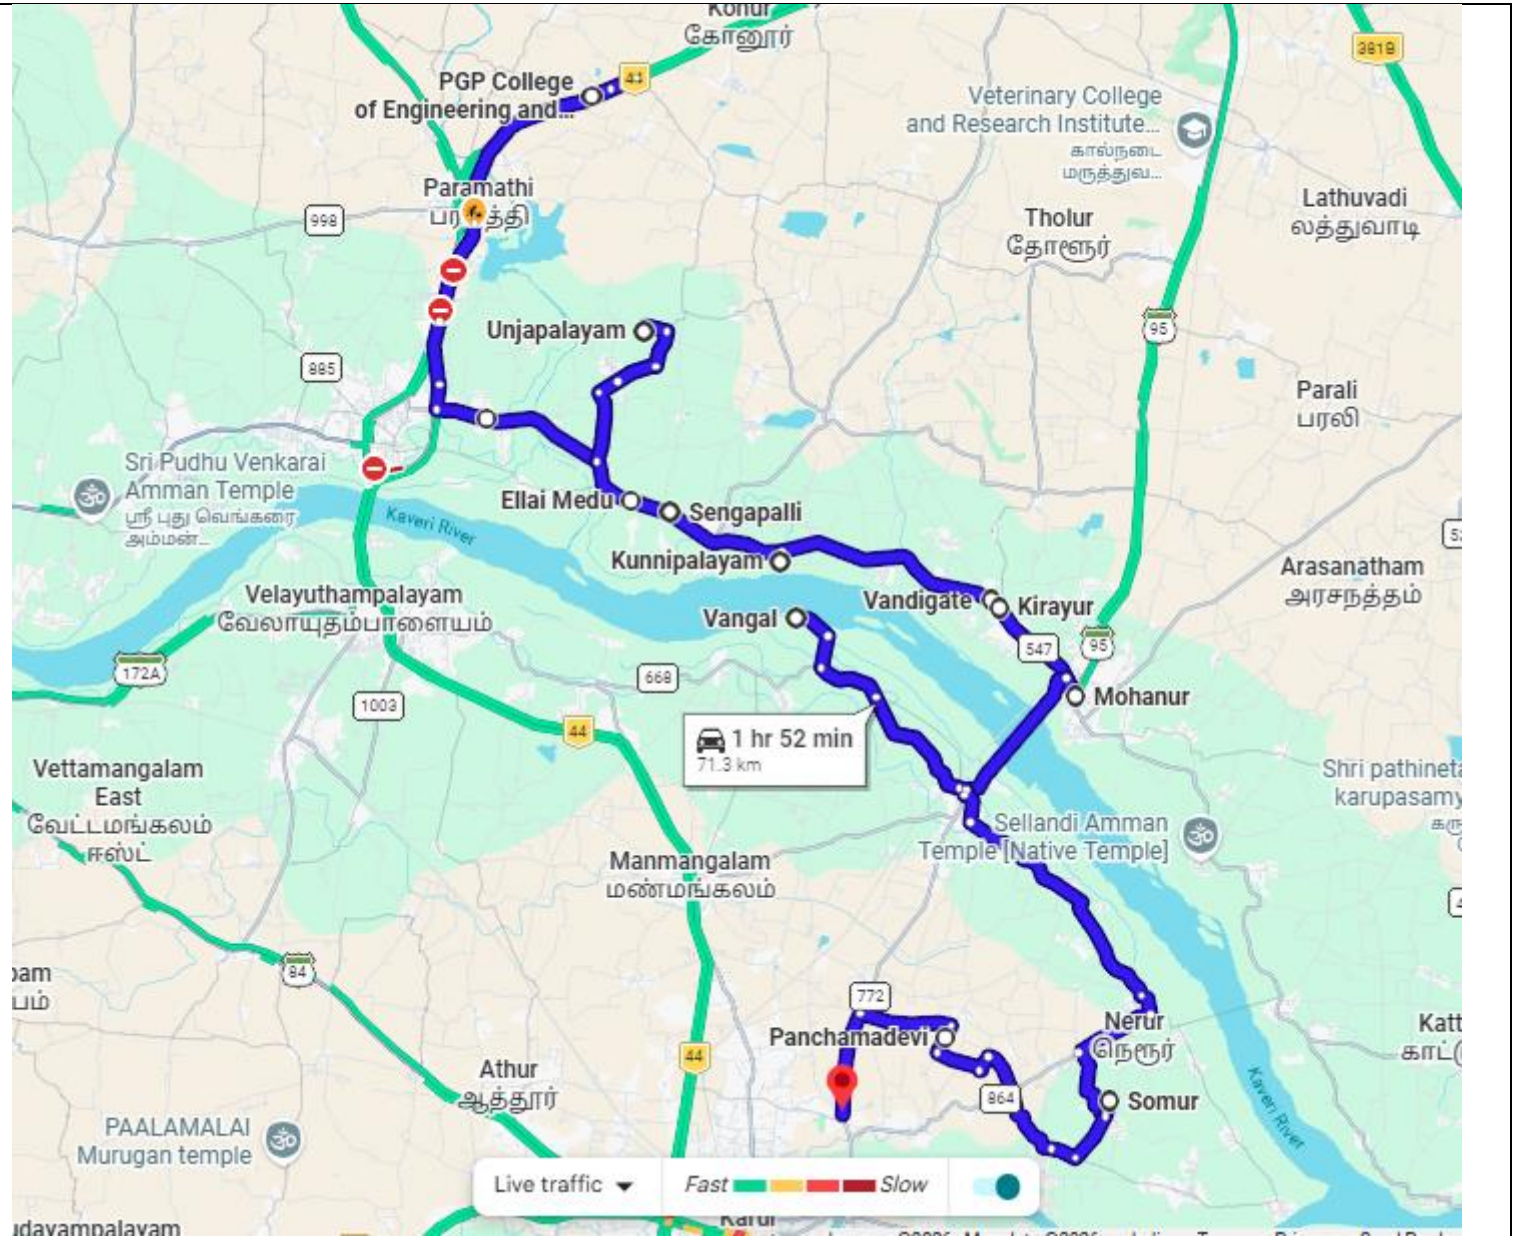 கோனூர்
PGP College
of Engineering and...
44
381B
Veterinary College
and Research Institute...
கால்நடை
மருத்துவ...
Paramathi
998
Lathuvadi
லத்துவாடி
Tholur
தோளூர்
95
Unjapalayam
885
Parali
பரலி
Sri Pudhu Venkarai
Amman Temple
ஸ்ரீ புது வெங்கரை
அம்மன்...
Kaveri River
Ellai Medu
Sengapalli
Kunnipalayam
Arasanatham
அரசநத்தம்
Velayuthampalayam
வேலாயுதம்பாளையம்
Vandigate
Kirayur
Vangal
547
95
172A
668
1003
Mohanur
44
1 hr 52 min
71.3 km
Vettamangalam
East
வேட்டமங்கலம்
ஈஸ்ட்
Shri pathineta
karupasamy
Sellandi Amman
Temple [Native Temple]
Manmangalam
மண்மங்கலம்
84
772
Panchamadevi
Nerur
நெரூர்
Katt
44
Athur
ஆத்தூர்
864
Somur
Kaveri River
PAALAMALAI
Murugan temple
Live traffic
Fast
Slow
udayampalayam
Karur